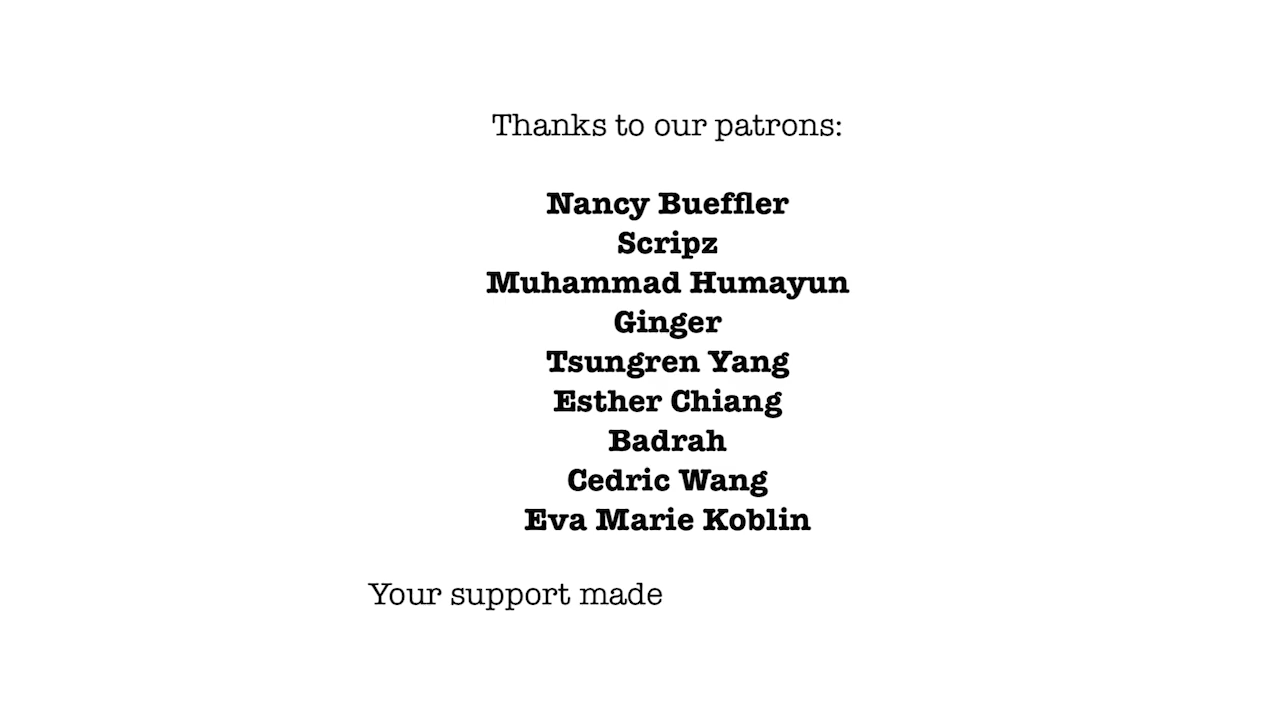 Thanks to our patrons:
Nancy Bueffler
Scripz
Muhammad Humayun
Ginger
Tsungren Yang
Esther Chiang
Badrah
Cedric Wang
Eva Marie Koblin
Your support made